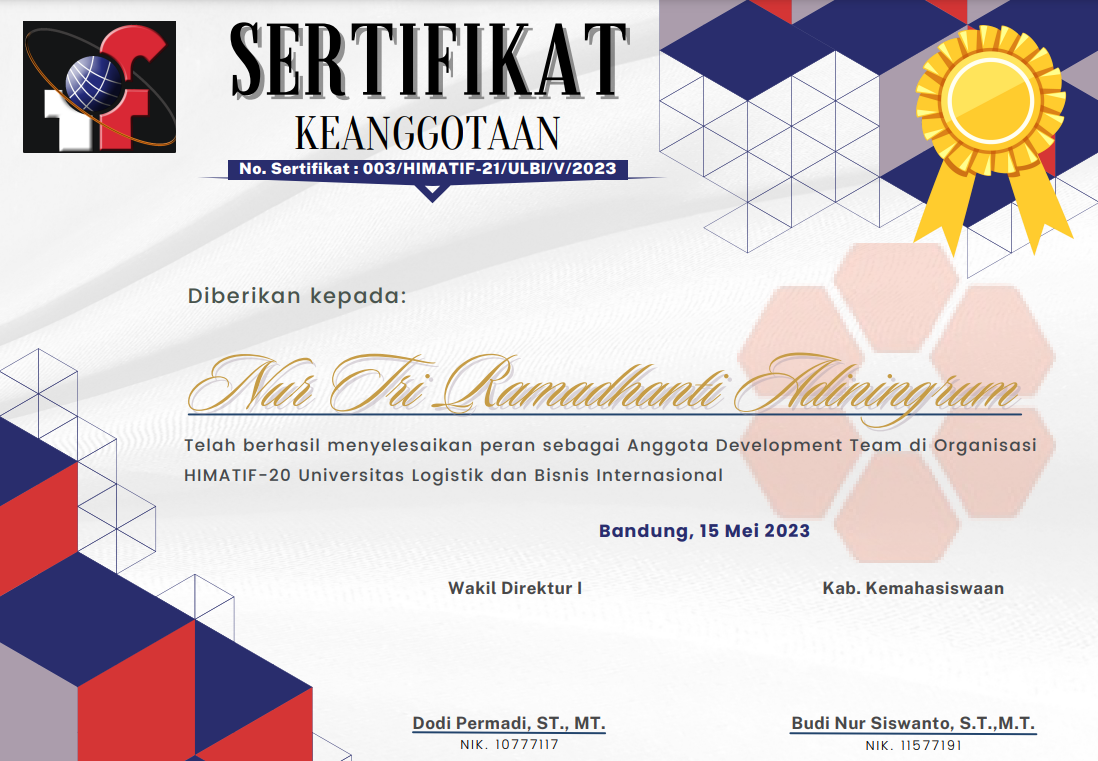 tf
SERTIFIKAT
KEANGGOTAAN
No. Sertifikat : 003/HIMATIF-21/ULBI/V/2023
Diberikan kepada:
Nur Tri Ramadhanti Adiningrum
Telah berhasil menyelesaikan peran sebagai Anggota Development Team di Organisasi
HIMATIF-20 Universitas Logistik dan Bisnis Internasional
Bandung, 15 Mei 2023
Wakil Direktur I
Kab. Kemahasiswaan
Dodi Permadi, ST., MT.
Budi Nur Siswanto, S.T.,M.T.
NIK. 10777117
NIK. 11577191